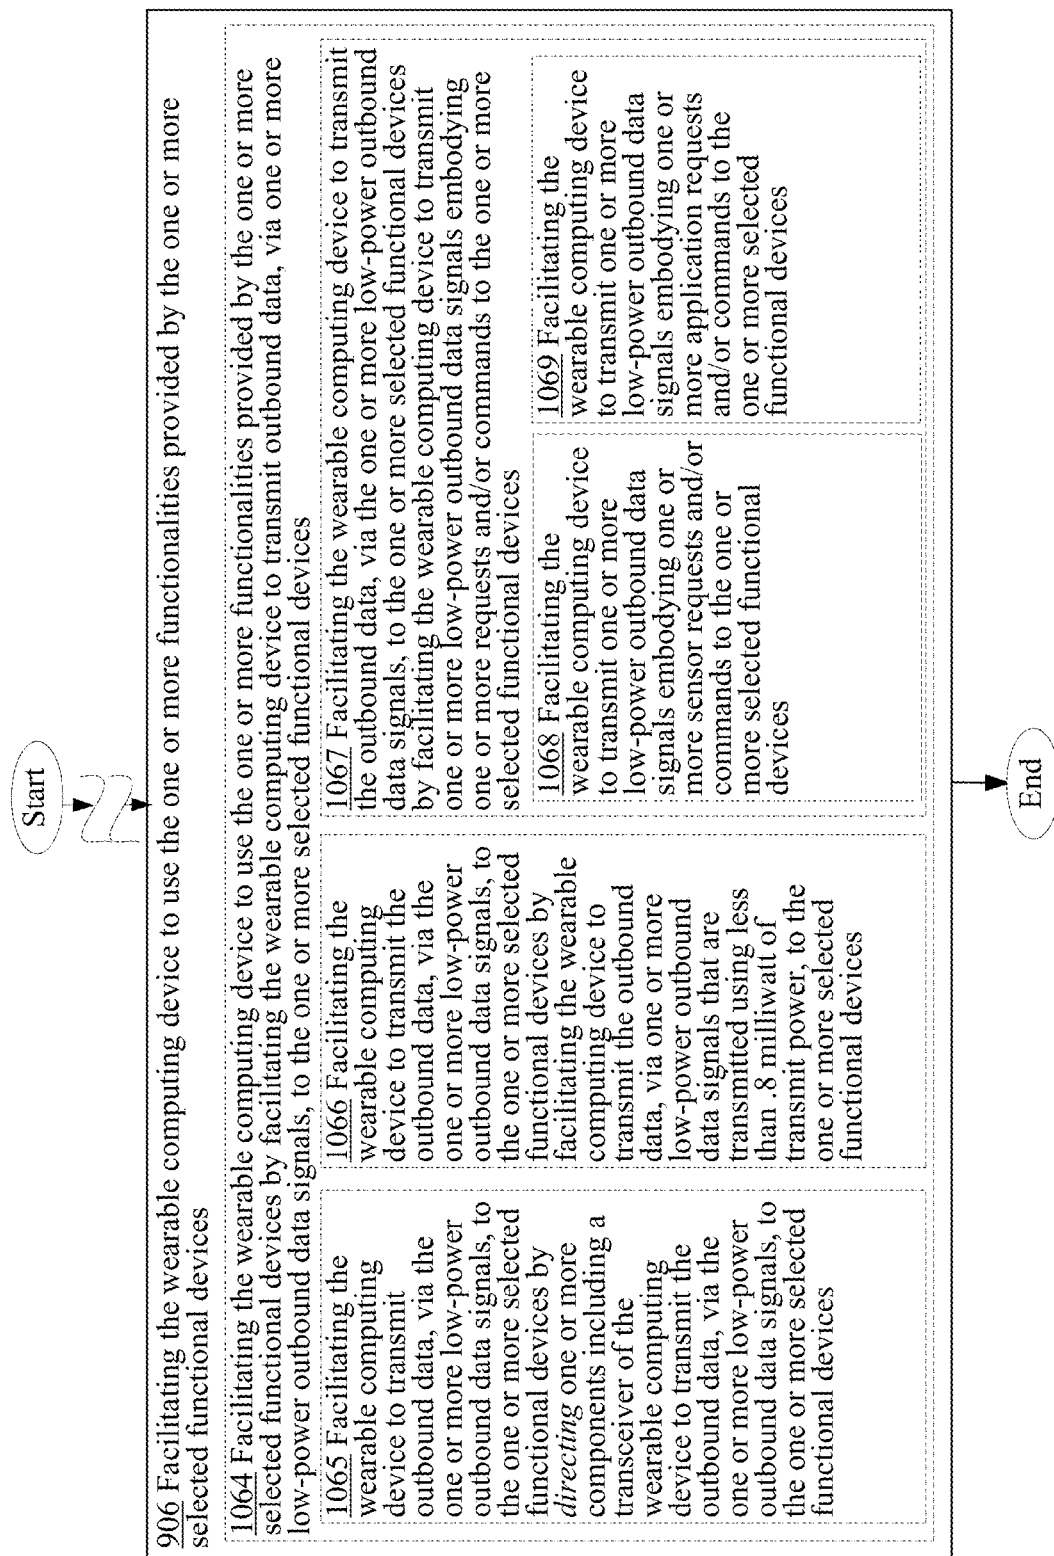 Start
906 Facilitating the wearable computing device to use the one or more functionalities provided by the one or more
selected functional devices
1064 Facilitating the wearable computing device to use the one or more functionalities provided by the one or more
selected functional devices by facilitating the wearable computing device to transmit outbound data, via one or more
low-power outbound data signals, to the one or more selected functional devices
1065 Facilitating the
wearable computing
device to transmit
outbound data, via the
one or more low-power
outbound data signals, to
the one or more selected
functional devices by
directing one or more
components including a
transceiver of the
wearable computing
device to transmit the
outbound data, via the
one or more low-power
outbound data signals, to
the one or more selected
functional devices
1066 Facilitating the
wearable computing
device to transmit the
outbound data, via the
one or more low-power
outbound data signals, to
the one or more selected
functional devices by
facilitating the wearable
computing device to
transmit the outbound
data, via one or more
low-power outbound
data signals that are
transmitted using less
than .8 milliwatt of
transmit power, to the
one or more selected
functional devices
1067 Facilitating the wearable computing device to transmit
the outbound data, via the one or more low-power outbound
data signals, to the one or more selected functional devices
by facilitating the wearable computing device to transmit
one or more low-power outbound data signals embodying
one or more requests and/or commands to the one or more
selected functional devices
1068 Facilitating the
wearable computing device
to transmit one or more
low-power outbound data
signals embodying one or
more sensor requests and/or
commands to the one or
more selected functional
devices
1069 Facilitating the
wearable computing device
to transmit one or more
low-power outbound data
signals embodying one or
more application requests
and/or commands to the
one or more selected
functional devices
End